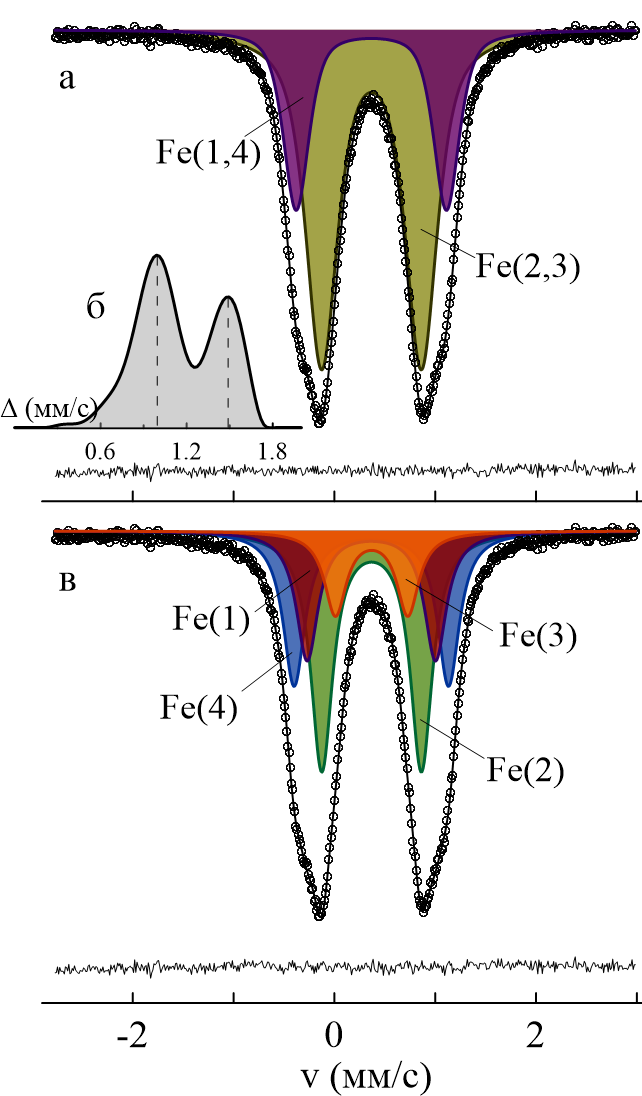 а
Fe(1,4)
Fe(2,3)
б
Δ (мм/с)
0.6 1.2 1.8
в
Fe(1)
Fe(3)
Fe(4)
Fe(2)
-2 0 2
v (мм/с)